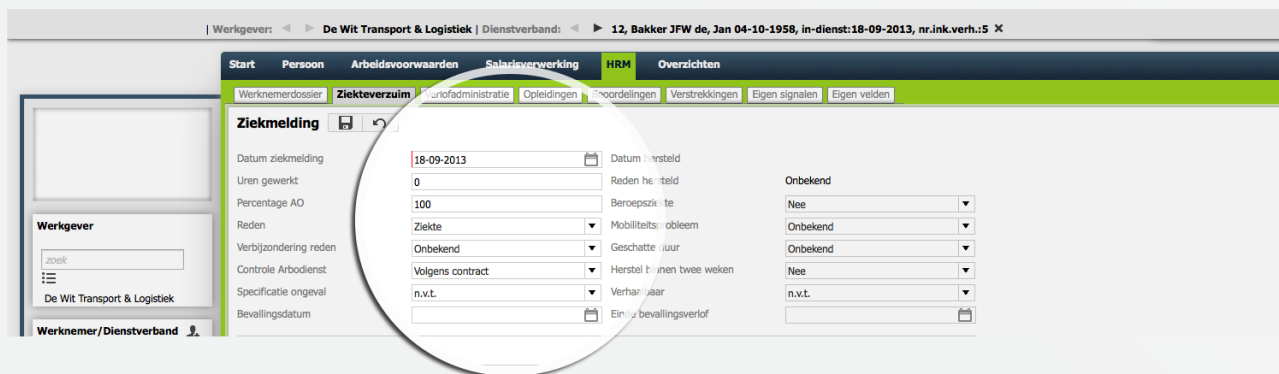 | Werkgever: De Wit Transport & Logistiek | Dienstverband: 12, Bakker JFW de, Jan 04-10-1958, in-dienst:18-09-2013, nr.ink.verh.:5
Start Persoon Arbeidsvoorwaarden Salarisverwerking HRM Overzichten
Werknemerdossier Ziekteverzuim Verlofadministratie Opleidingen Beoordelingen Verstrekkingen Eigen signalen Eigen velden
Ziekmelding
Datum ziekmelding 18-09-2013 Datum hersteld
Uren gewerkt 0 Reden hersteld Onbekend
Percentage AO 100 Beroepsziekte Nee
Reden Ziekte Mobiliteitsprobleem Onbekend
Verbijzondering reden Onbekend Geschatte duur Onbekend
Controle Arbodienst Volgens contract Herstel binnen twee weken Nee
Specificatie ongeval n.v.t. Verhaalbaar n.v.t.
Bevallingsdatum Einde bevallingsverlof
Werkgever
zoek
De Wit Transport & Logistiek
Werknemer/Dienstverband